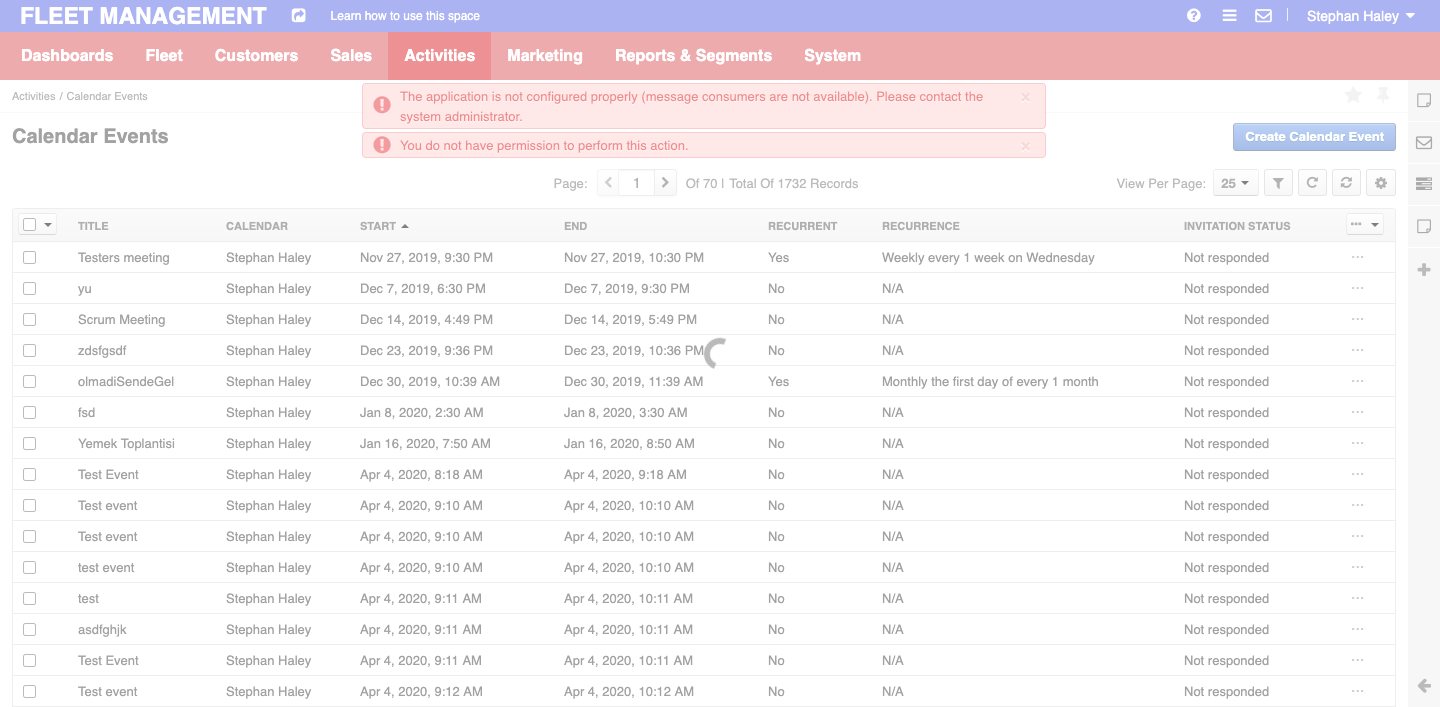 FLEET MANAGEMENT Learn how to use this space Stephan Haley
Dashboards Fleet Customers Sales Activities Marketing Reports & Segments System
Activities / Calendar Events
The application is not configured properly (message consumers are not available). Please contact the
system administrator.
You do not have permission to perform this action.
Calendar Events
Create Calendar Event
Page: 1 Of 70 | Total Of 1732 Records View Per Page: 25
TITLE CALENDAR START END RECURRENT RECURRENCE INVITATION STATUS
Testers meeting Stephan Haley Nov 27, 2019, 9:30 PM Nov 27, 2019, 10:30 PM Yes Weekly every 1 week on Wednesday Not responded
yu Stephan Haley Dec 7, 2019, 6:30 PM Dec 7, 2019, 9:30 PM No N/A Not responded
Scrum Meeting Stephan Haley Dec 14, 2019, 4:49 PM Dec 14, 2019, 5:49 PM No N/A Not responded
zdsfgsdf Stephan Haley Dec 23, 2019, 9:36 PM Dec 23, 2019, 10:36 PM No N/A Not responded
olmadiSendeGel Stephan Haley Dec 30, 2019, 10:39 AM Dec 30, 2019, 11:39 AM Yes Monthly the first day of every 1 month Not responded
fsd Stephan Haley Jan 8, 2020, 2:30 AM Jan 8, 2020, 3:30 AM No N/A Not responded
Yemek Toplantisi Stephan Haley Jan 16, 2020, 7:50 AM Jan 16, 2020, 8:50 AM No N/A Not responded
Test Event Stephan Haley Apr 4, 2020, 8:18 AM Apr 4, 2020, 9:18 AM No N/A Not responded
Test event Stephan Haley Apr 4, 2020, 9:10 AM Apr 4, 2020, 10:10 AM No N/A Not responded
Test event Stephan Haley Apr 4, 2020, 9:10 AM Apr 4, 2020, 10:10 AM No N/A Not responded
test event Stephan Haley Apr 4, 2020, 9:10 AM Apr 4, 2020, 10:10 AM No N/A Not responded
test Stephan Haley Apr 4, 2020, 9:11 AM Apr 4, 2020, 10:11 AM No N/A Not responded
asdfghjk Stephan Haley Apr 4, 2020, 9:11 AM Apr 4, 2020, 10:11 AM No N/A Not responded
Test Event Stephan Haley Apr 4, 2020, 9:11 AM Apr 4, 2020, 10:11 AM No N/A Not responded
Test event Stephan Haley Apr 4, 2020, 9:12 AM Apr 4, 2020, 10:12 AM No N/A Not responded